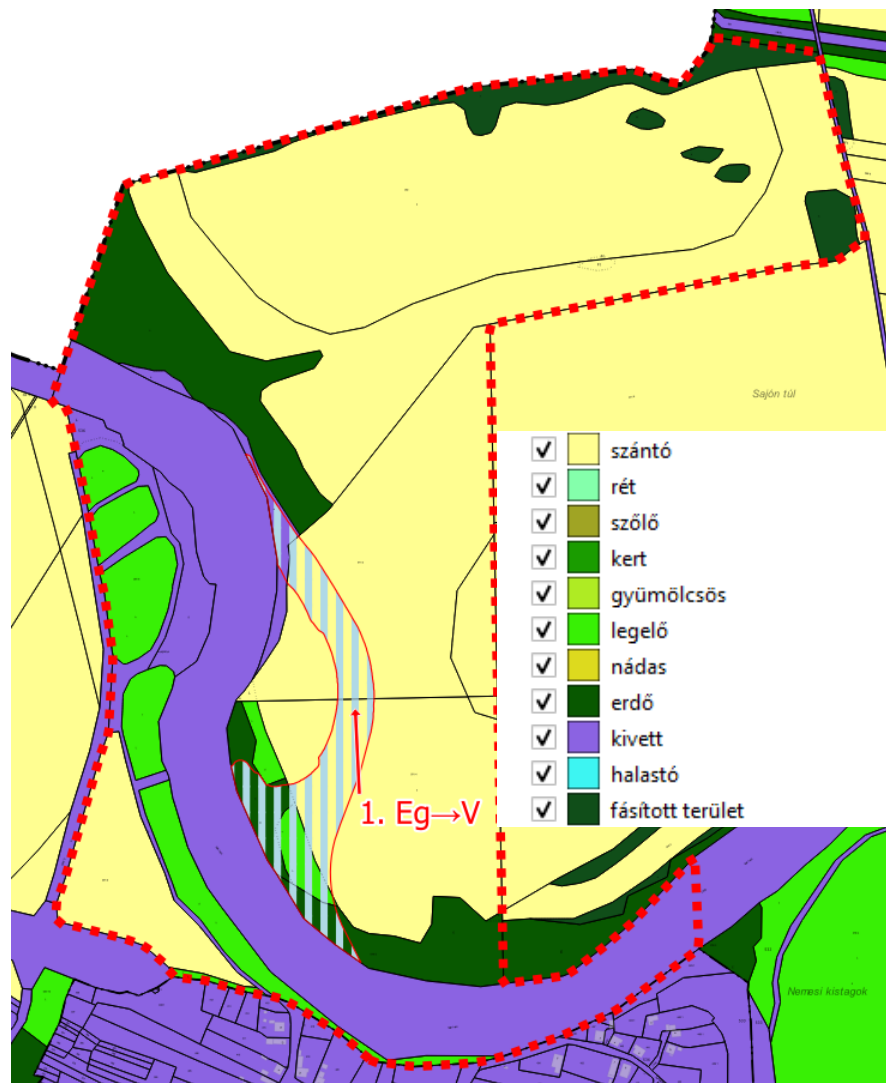 Sajón túl
szántó
rét
szőlő
kert
gyümölcsös
legelő
nádas
erdő
kivett
halastó
fásított terület
1. Eg→V
Nemesi kistagok